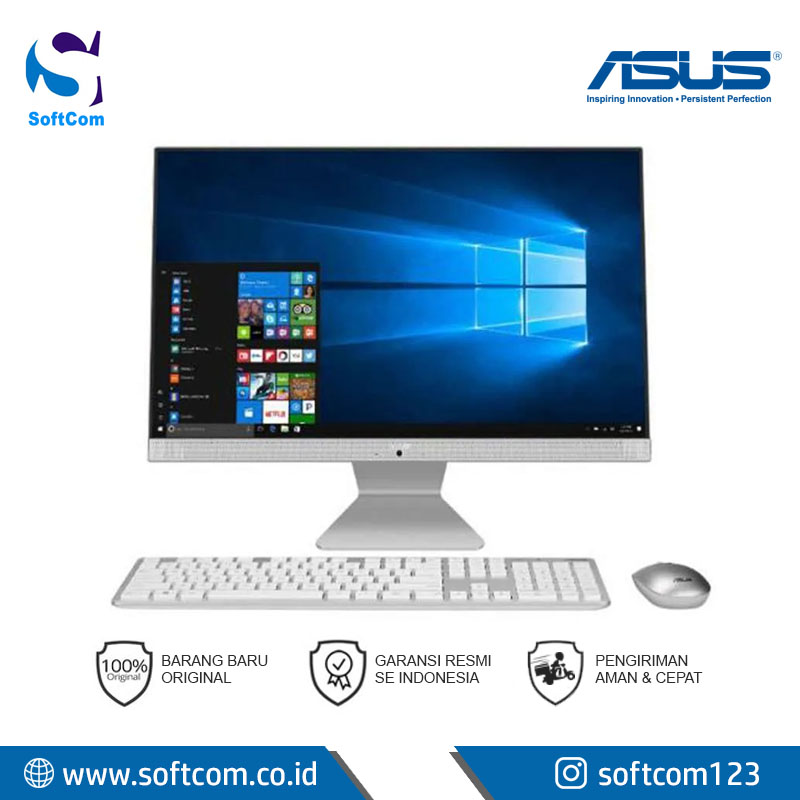 SoftCom
ASUS®
Inspiring Innovation • Persistent Perfection
ASUS
100%
Original
BARANG BARU
ORIGINAL
GARANSI RESMI
SE INDONESIA
PENGIRIMAN
AMAN & CEPAT
www.softcom.co.id
softcom123